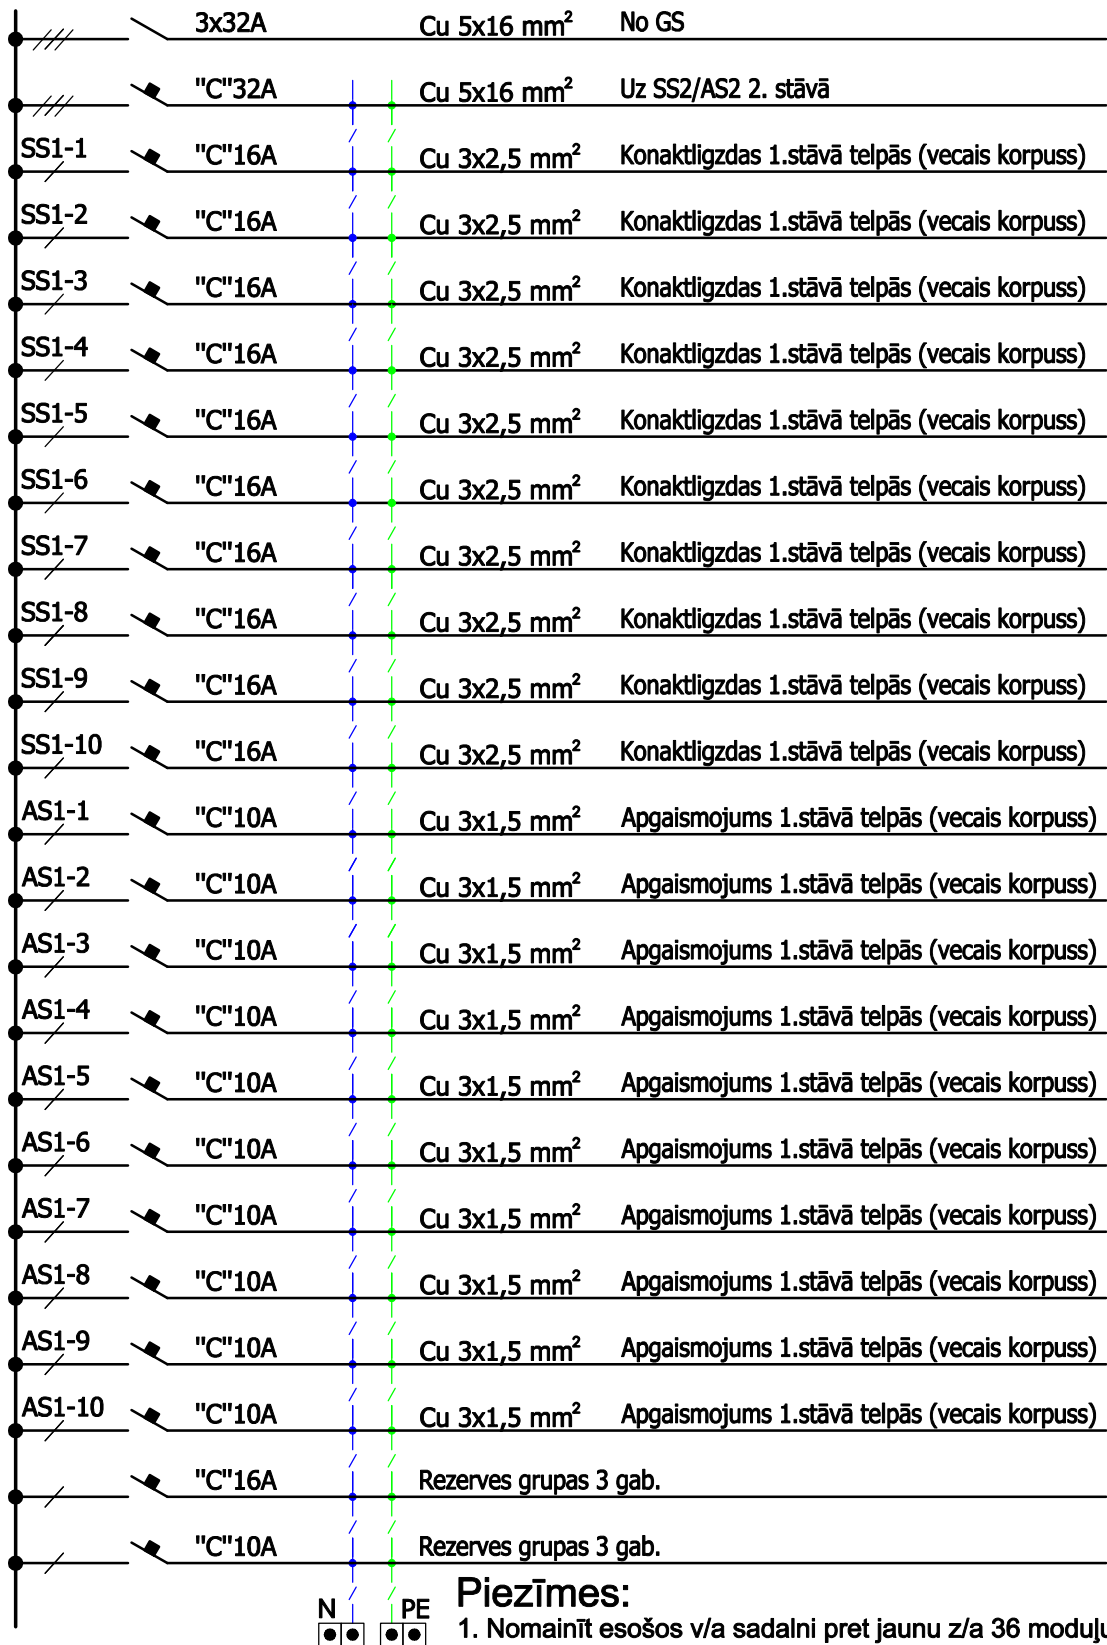 3x32A Cu 5x16 mm² No GS
"C"32A Cu 5x16 mm² Uz SS2/AS2 2. stāvā
SS1-1 "C"16A Cu 3x2,5 mm² Konaktligzdas 1.stāvā telpās (vecais korpuss)
SS1-2 "C"16A Cu 3x2,5 mm² Konaktligzdas 1.stāvā telpās (vecais korpuss)
SS1-3 "C"16A Cu 3x2,5 mm² Konaktligzdas 1.stāvā telpās (vecais korpuss)
SS1-4 "C"16A Cu 3x2,5 mm² Konaktligzdas 1.stāvā telpās (vecais korpuss)
SS1-5 "C"16A Cu 3x2,5 mm² Konaktligzdas 1.stāvā telpās (vecais korpuss)
SS1-6 "C"16A Cu 3x2,5 mm² Konaktligzdas 1.stāvā telpās (vecais korpuss)
SS1-7 "C"16A Cu 3x2,5 mm² Konaktligzdas 1.stāvā telpās (vecais korpuss)
SS1-8 "C"16A Cu 3x2,5 mm² Konaktligzdas 1.stāvā telpās (vecais korpuss)
SS1-9 "C"16A Cu 3x2,5 mm² Konaktligzdas 1.stāvā telpās (vecais korpuss)
SS1-10 "C"16A Cu 3x2,5 mm² Konaktligzdas 1.stāvā telpās (vecais korpuss)
AS1-1 "C"10A Cu 3x1,5 mm² Apgaismojums 1.stāvā telpās (vecais korpuss)
AS1-2 "C"10A Cu 3x1,5 mm² Apgaismojums 1.stāvā telpās (vecais korpuss)
AS1-3 "C"10A Cu 3x1,5 mm² Apgaismojums 1.stāvā telpās (vecais korpuss)
AS1-4 "C"10A Cu 3x1,5 mm² Apgaismojums 1.stāvā telpās (vecais korpuss)
AS1-5 "C"10A Cu 3x1,5 mm² Apgaismojums 1.stāvā telpās (vecais korpuss)
AS1-6 "C"10A Cu 3x1,5 mm² Apgaismojums 1.stāvā telpās (vecais korpuss)
AS1-7 "C"10A Cu 3x1,5 mm² Apgaismojums 1.stāvā telpās (vecais korpuss)
AS1-8 "C"10A Cu 3x1,5 mm² Apgaismojums 1.stāvā telpās (vecais korpuss)
AS1-9 "C"10A Cu 3x1,5 mm² Apgaismojums 1.stāvā telpās (vecais korpuss)
AS1-10 "C"10A Cu 3x1,5 mm² Apgaismojums 1.stāvā telpās (vecais korpuss)
"C"16A Rezerves grupas 3 gab.
"C"10A Rezerves grupas 3 gab.
Piezīmes:
N PE
1. Nomainīt esošos v/a sadalni pret jaunu z/a 36 moduļu